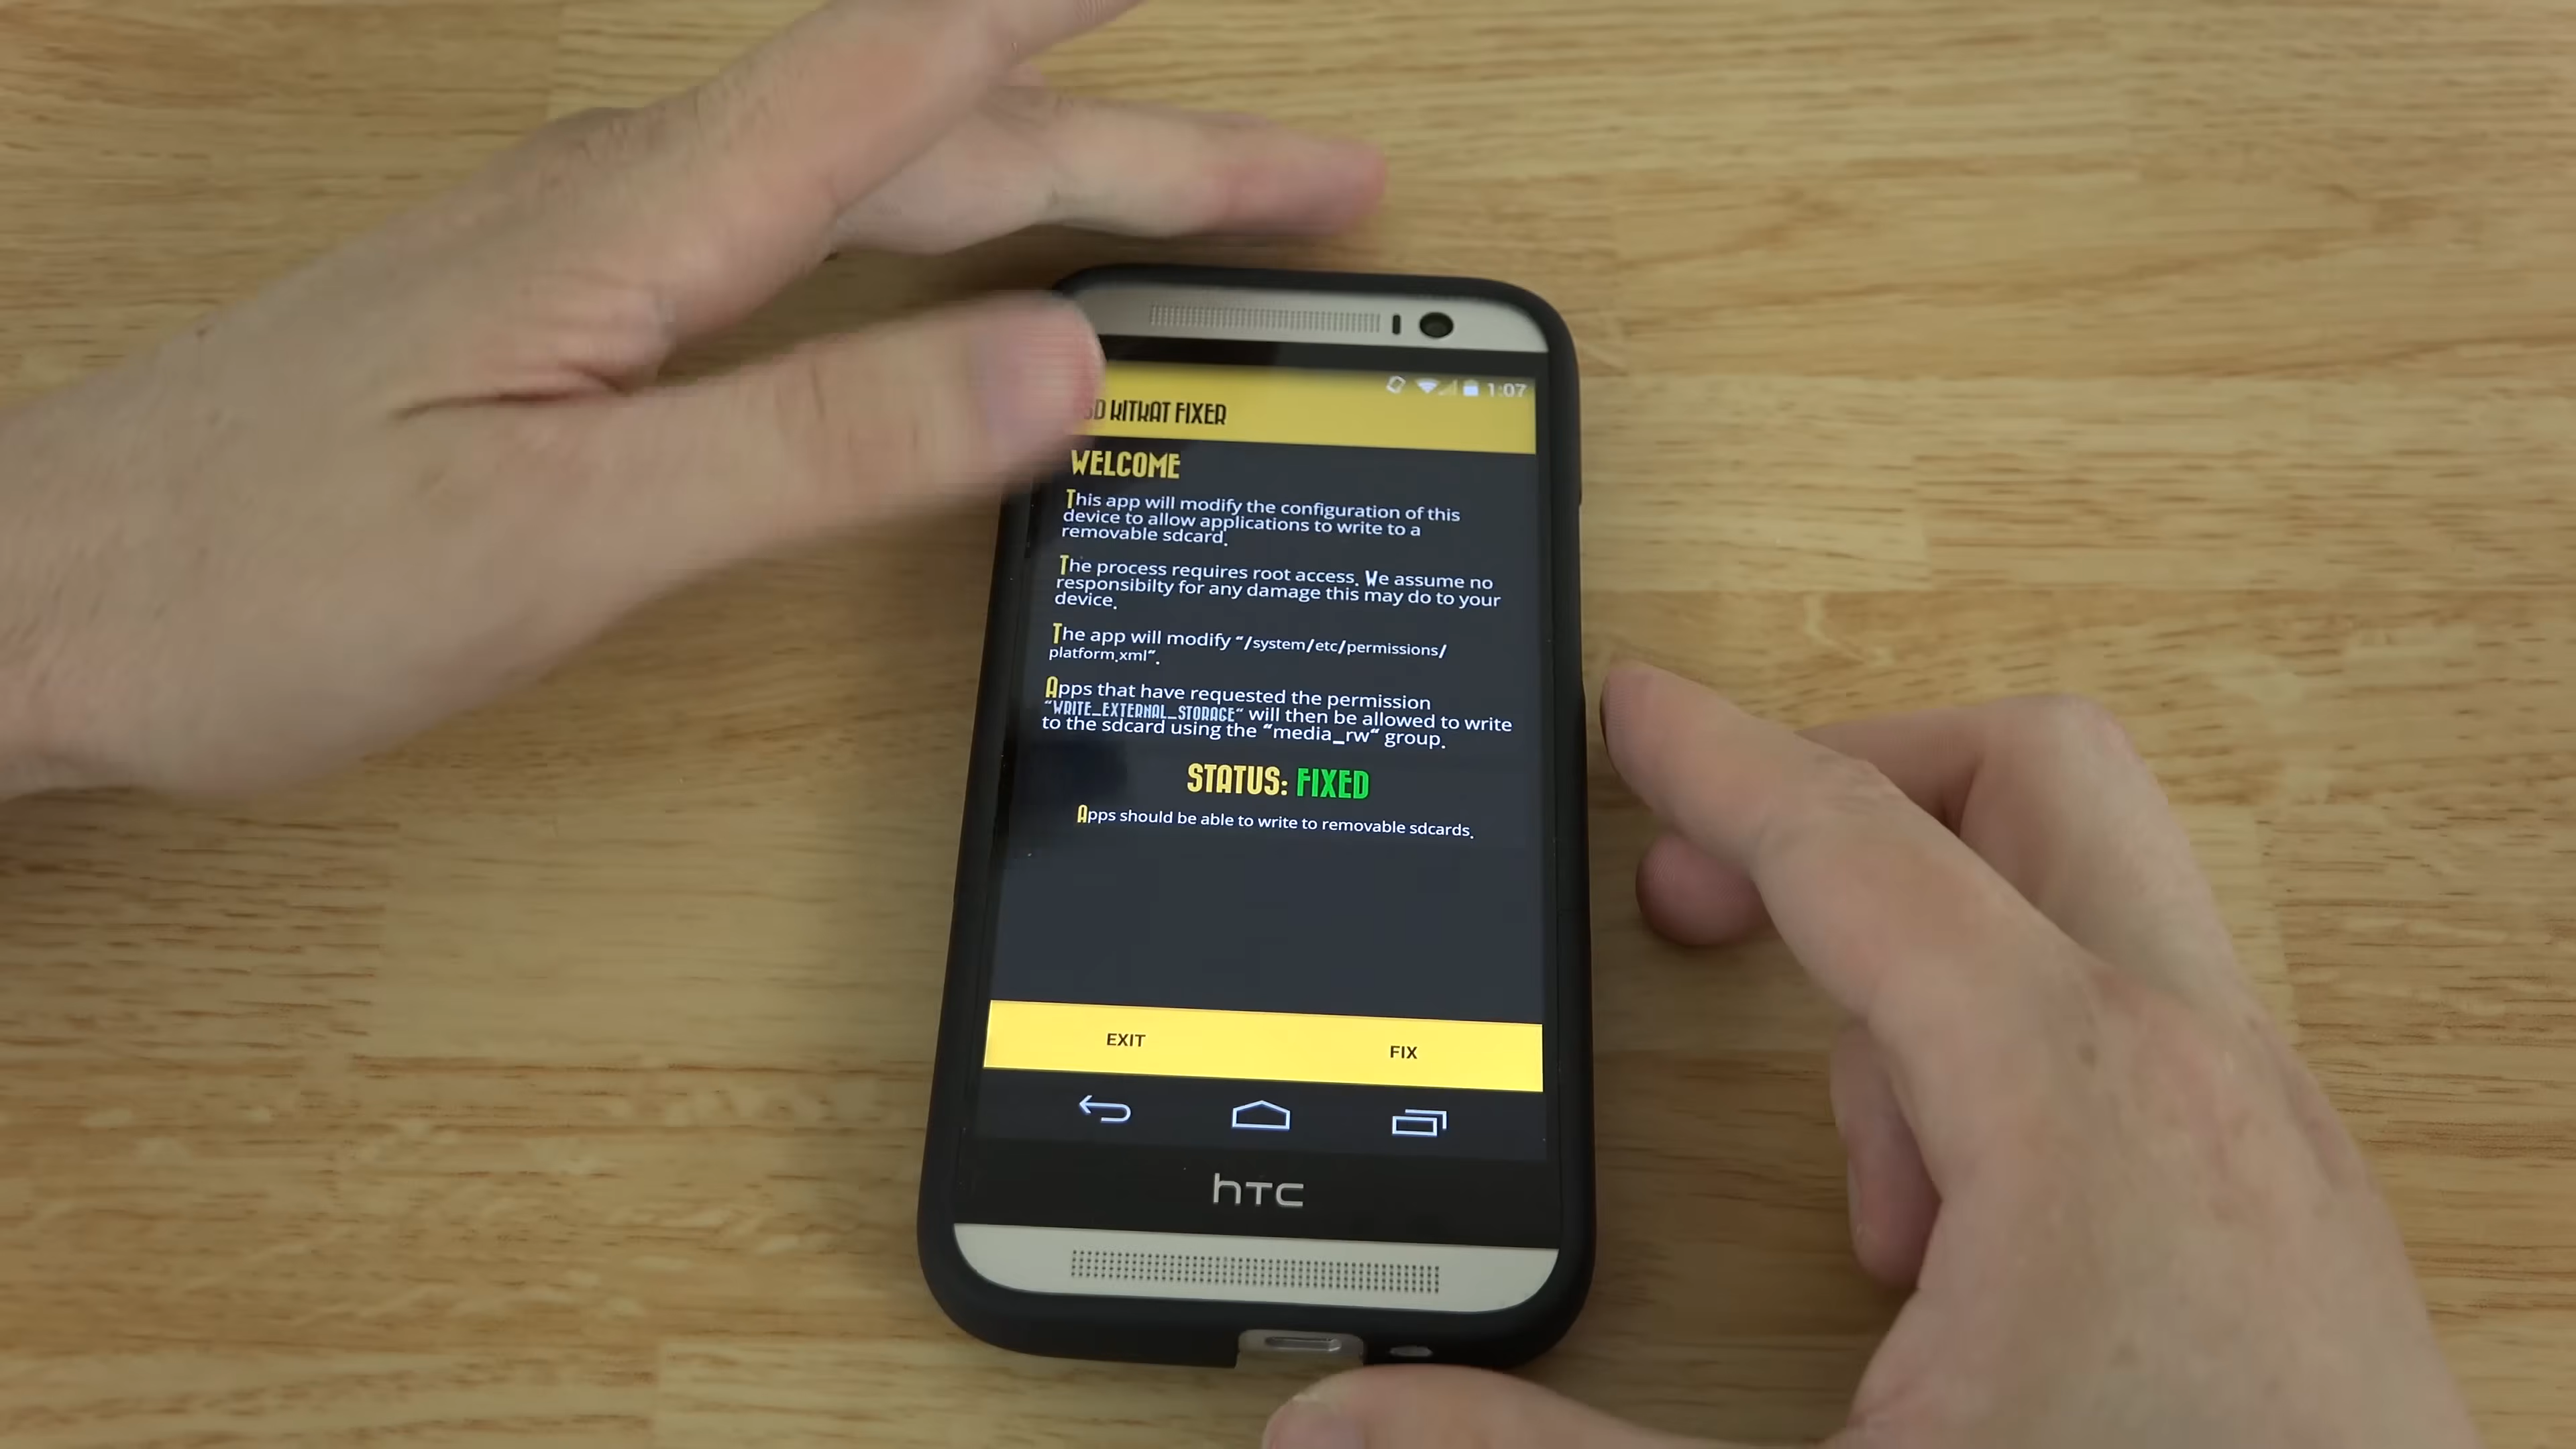 1:07
SD KITKAT FIXER
WELCOME
This app will modify the configuration of this
device to allow applications to write to a
removable sdcard.
The process requires root access. We assume no
responsibilty for any damage this may do to your
device.
The app will modify "/system/etc/permissions/
platform.xml".
Apps that have requested the permission
"WRITE_EXTERNAL_STORAGE" will then be allowed to write
to the sdcard using the "media_rw" group.
STATUS: FIXED
Apps should be able to write to removable sdcards.
EXIT FIX
hTC